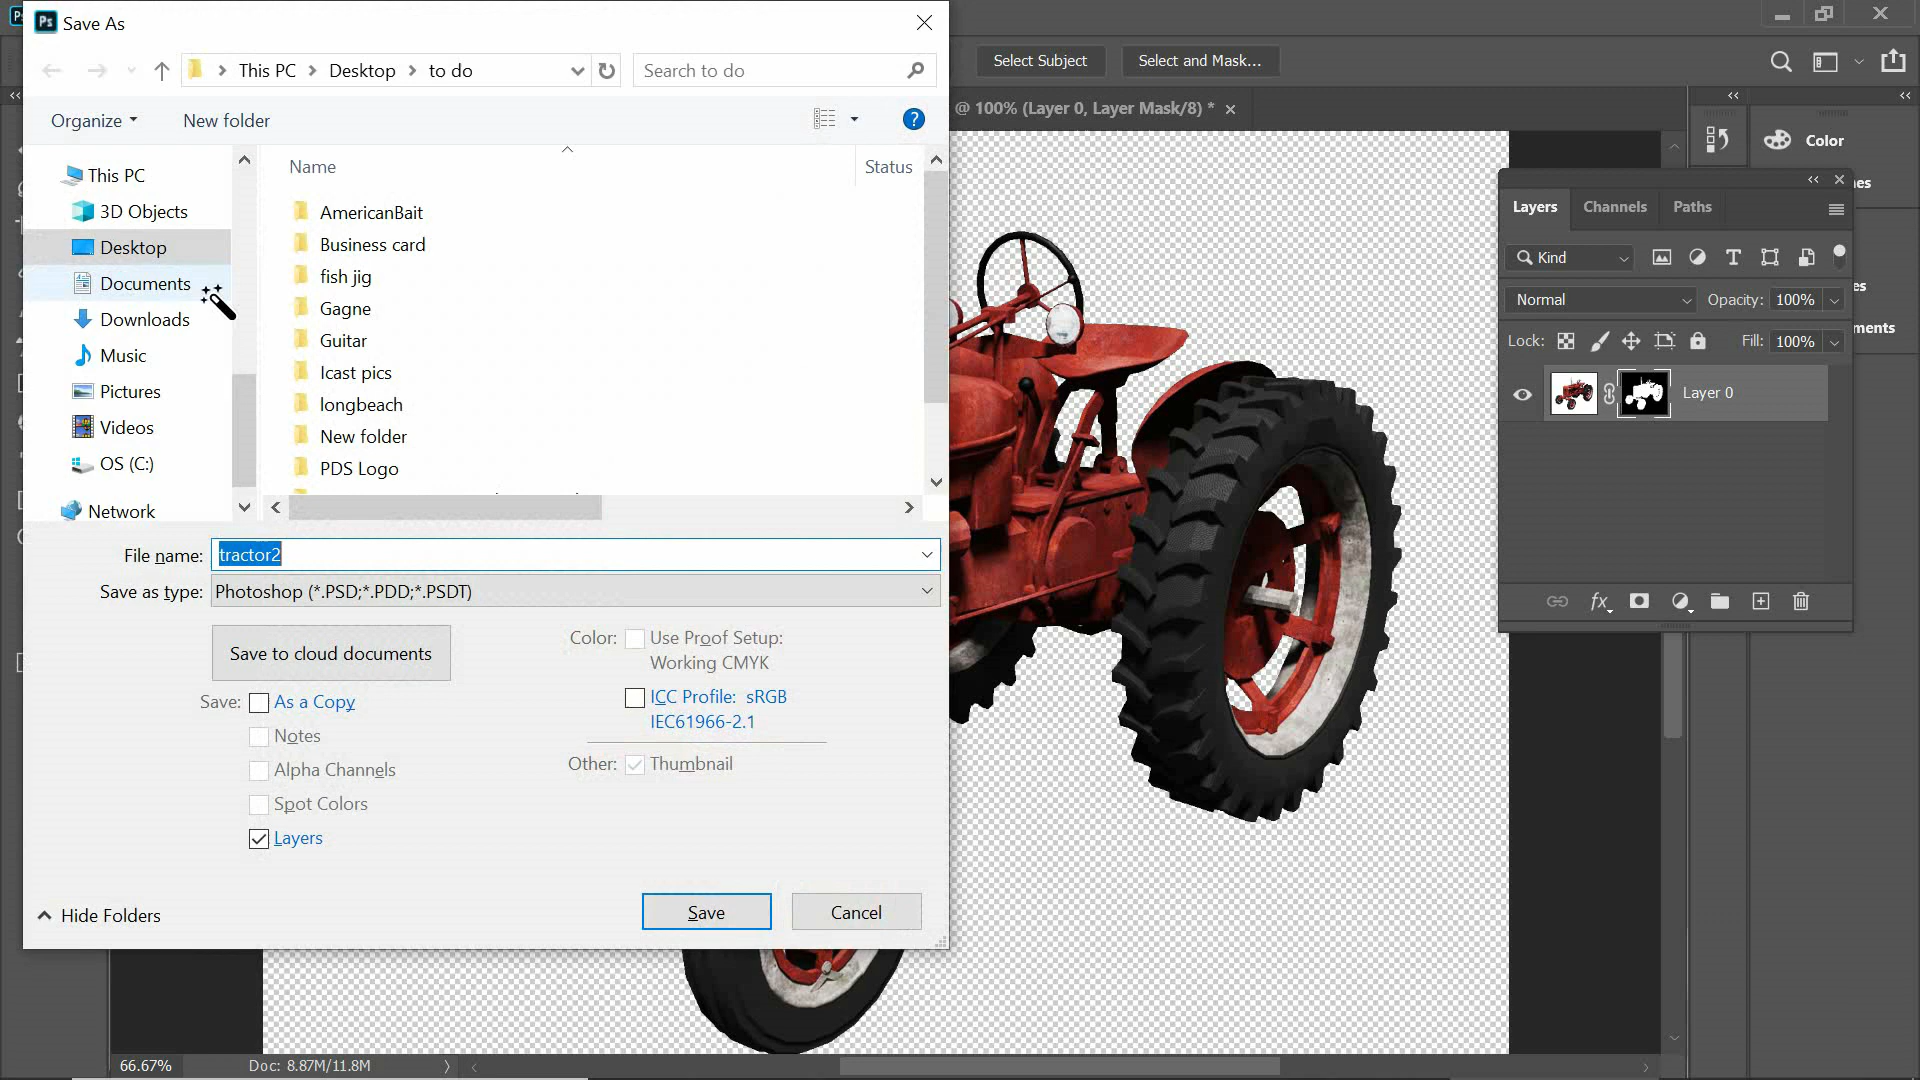 Ps
Ps Save As
This PC > Desktop > to do
Search to do
Select Subject
Select and Mask...
Organize
New folder
@ 100% (Layer 0, Layer Mask/8) *
Color
Name
Status
This PC
3D Objects
Desktop
Documents
Downloads
Music
Pictures
Videos
OS (C:)
Network
AmericanBait
Business card
fish jig
Gagne
Guitar
Icast pics
longbeach
New folder
PDS Logo
Layers
Channels
Paths
Kind
Normal
Opacity: 100%
Lock:
Fill: 100%
Layer 0
fx
File name: tractor2
Save as type: Photoshop (*.PSD;*.PDD;*.PSDT)
Save to cloud documents
Save:
As a Copy
Notes
Alpha Channels
Spot Colors
Layers
Color:
Use Proof Setup:
Working CMYK
ICC Profile: sRGB
IEC61966-2.1
Other:
Thumbnail
Hide Folders
Save
Cancel
66.67%
Doc: 8.87M/11.8M